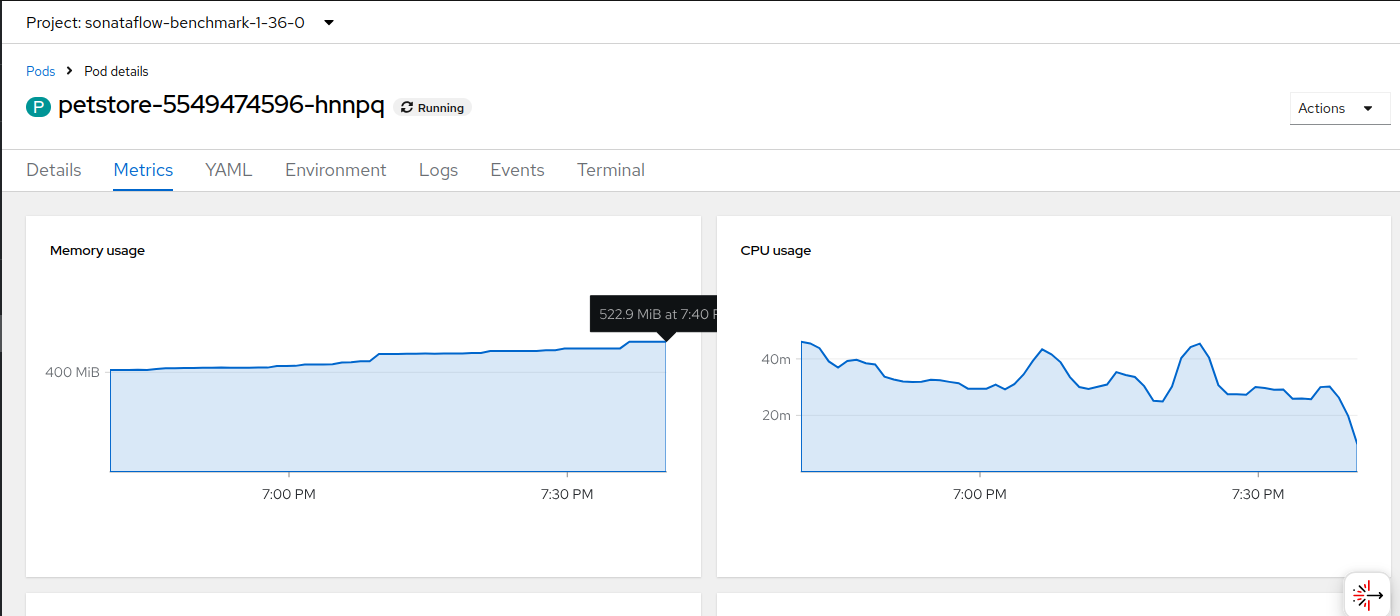 Project: sonataflow-benchmark-1-36-0
Pods Pod details
P petstore-5549474596-hnnpq Running
Actions
Details Metrics YAML Environment Logs Events Terminal
Memory usage
522.9 MiB at 7:40
400 MiB
7:00 PM 7:30 PM
CPU usage
40m
20m
7:00 PM 7:30 PM